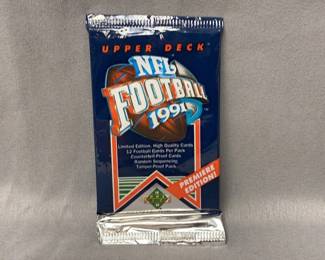 UPPER DECK
NFL
FOOTBALL
1991
Limited Edition, High Quality Cards
12 Football Cards Per Pack
Counterfeit-Proof Cards
Random Sequencing
Tamper-Proof Pack
PREMIERE
EDITION!